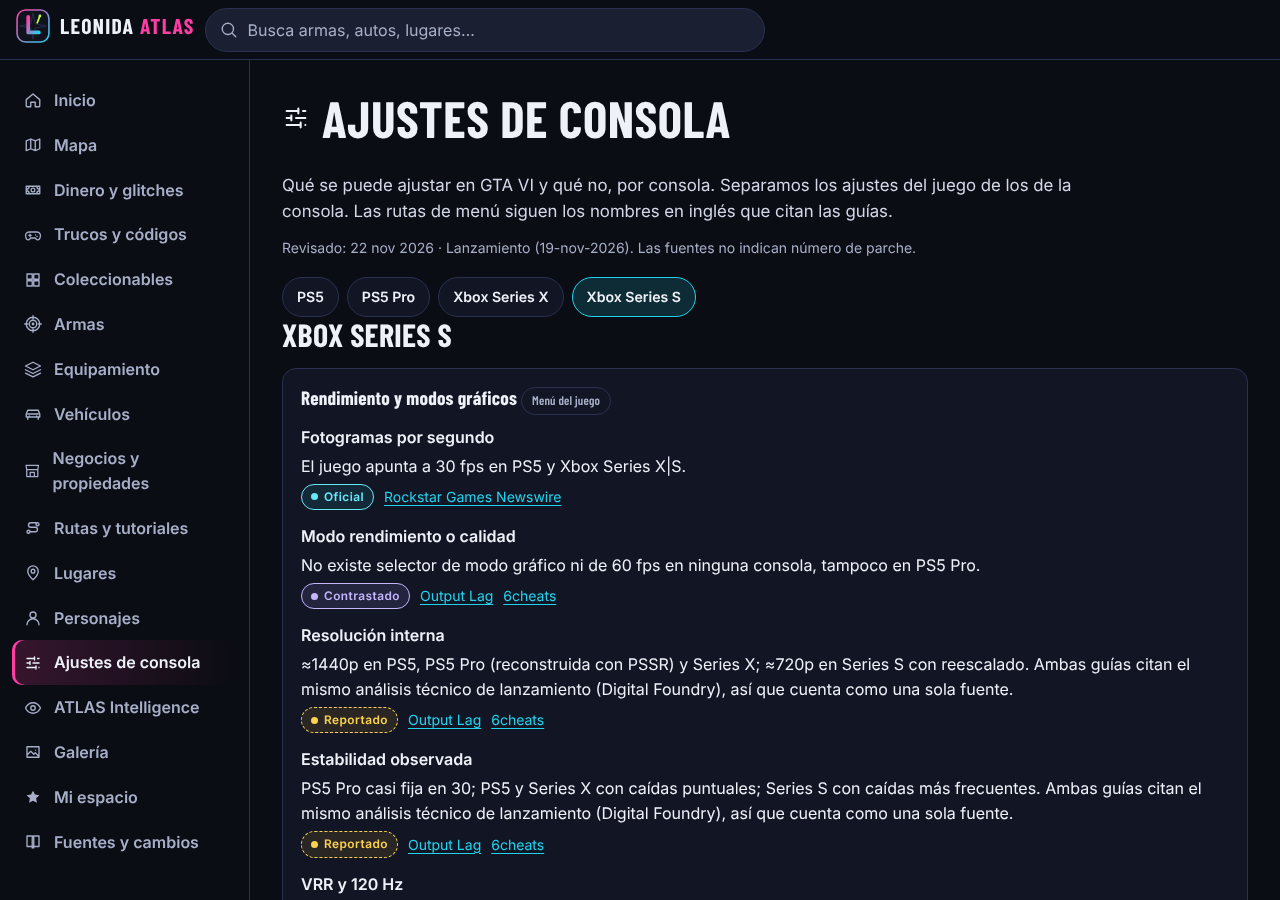 LEONIDA ATLAS
Busca armas, autos, lugares...
Inicio
Mapa
Dinero y glitches
Trucos y códigos
Coleccionables
Armas
Equipamiento
Vehículos
Negocios y
propiedades
Rutas y tutoriales
Lugares
Personajes
Ajustes de consola
ATLAS Intelligence
Galería
Mi espacio
Fuentes y cambios
AJUSTES DE CONSOLA
Qué se puede ajustar en GTA VI y qué no, por consola. Separamos los ajustes del juego de los de la
consola. Las rutas de menú siguen los nombres en inglés que citan las guías.
Revisado: 22 nov 2026 · Lanzamiento (19-nov-2026). Las fuentes no indican número de parche.
PS5 PS5 Pro Xbox Series X Xbox Series S
XBOX SERIES S
Rendimiento y modos gráficos Menú del juego
Fotogramas por segundo
El juego apunta a 30 fps en PS5 y Xbox Series X|S.
Oficial Rockstar Games Newswire
Modo rendimiento o calidad
No existe selector de modo gráfico ni de 60 fps en ninguna consola, tampoco en PS5 Pro.
Contrastado Output Lag 6cheats
Resolución interna
≈1440p en PS5, PS5 Pro (reconstruida con PSSR) y Series X; ≈720p en Series S con reescalado. Ambas guías citan el
mismo análisis técnico de lanzamiento (Digital Foundry), así que cuenta como una sola fuente.
Reportado Output Lag 6cheats
Estabilidad observada
PS5 Pro casi fija en 30; PS5 y Series X con caídas puntuales; Series S con caídas más frecuentes. Ambas guías citan el
mismo análisis técnico de lanzamiento (Digital Foundry), así que cuenta como una sola fuente.
Reportado Output Lag 6cheats
VRR y 120 Hz